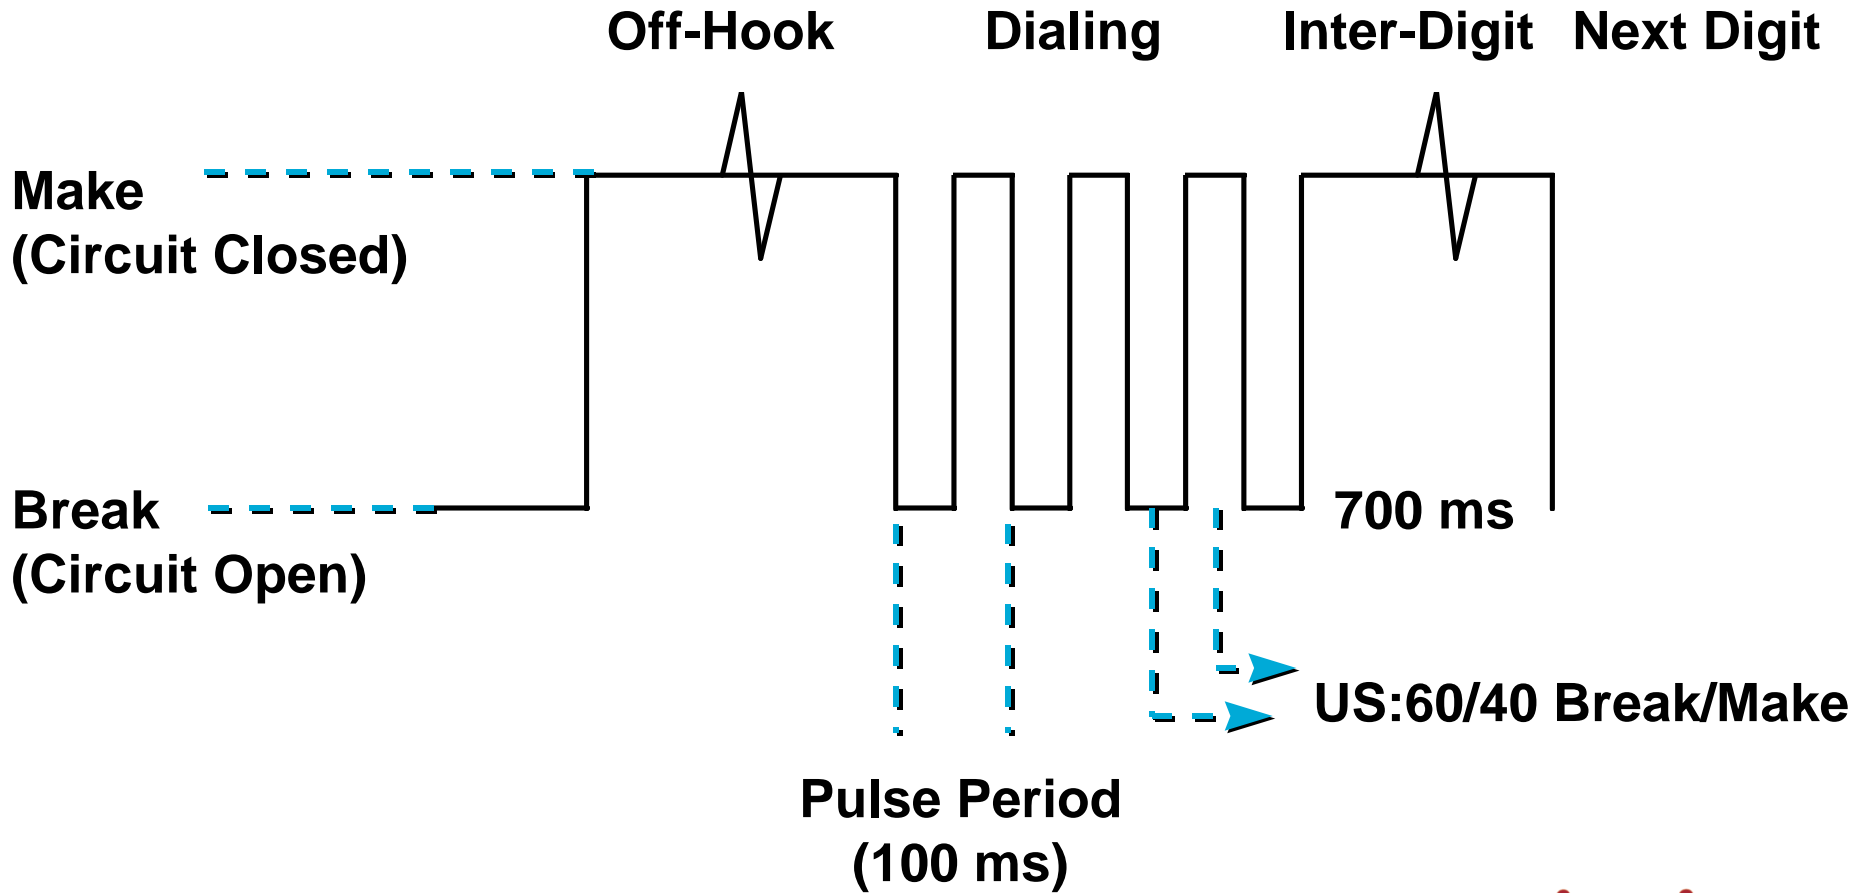 Off-Hook Dialing Inter-Digit Next Digit
Make
(Circuit Closed)
Break
(Circuit Open)
700 ms
US:60/40 Break/Make
Pulse Period
(100 ms)